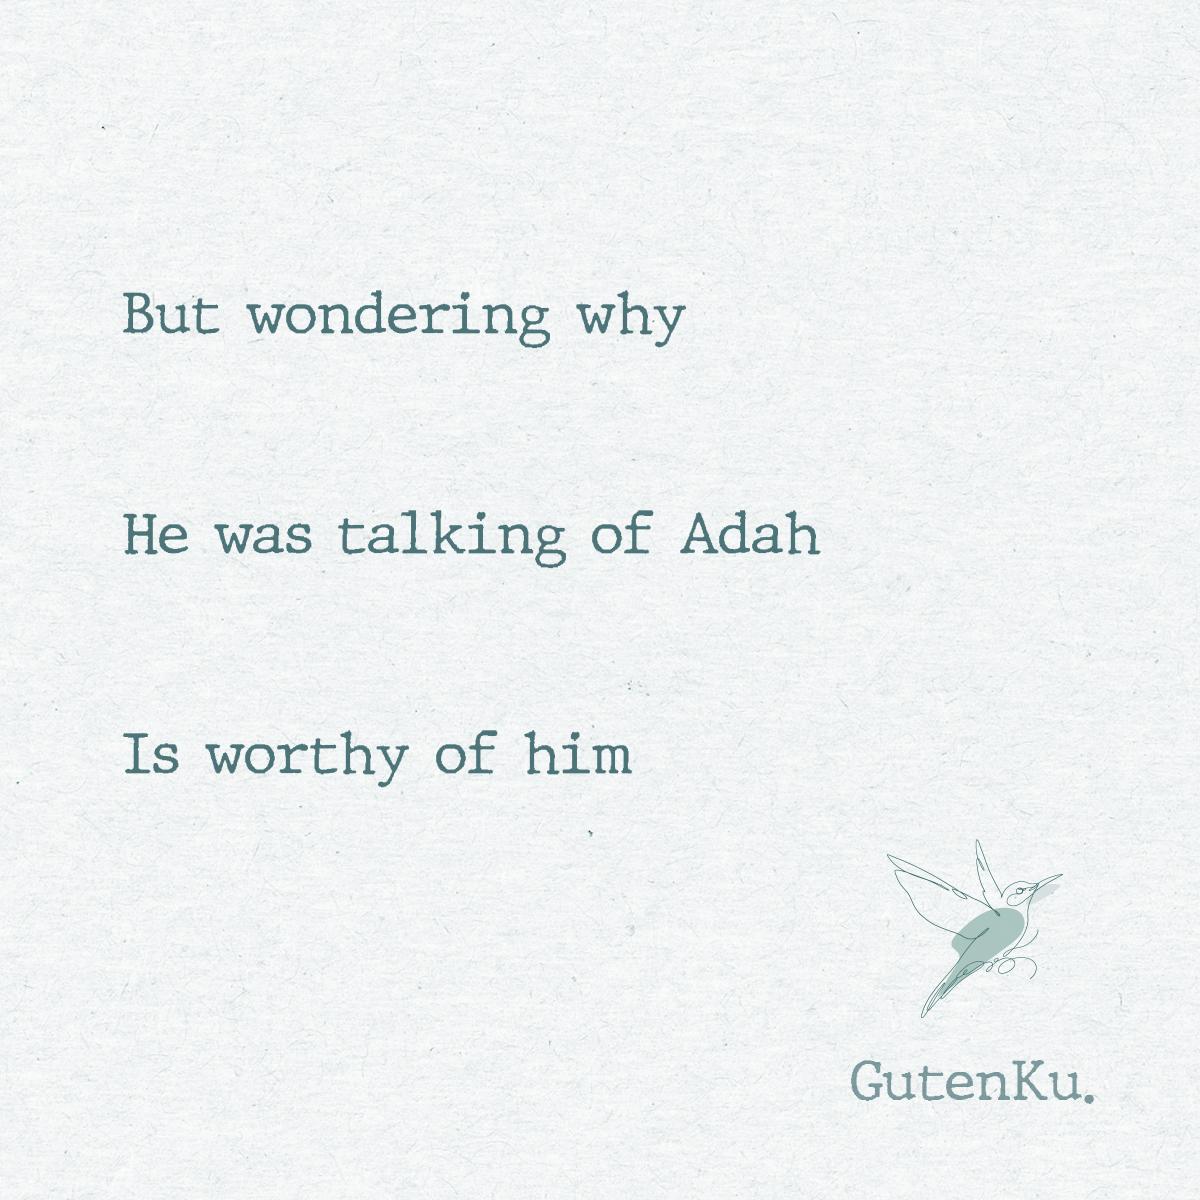 But wondering why
He was talking of Adah
Is worthy of him
GutenKu.